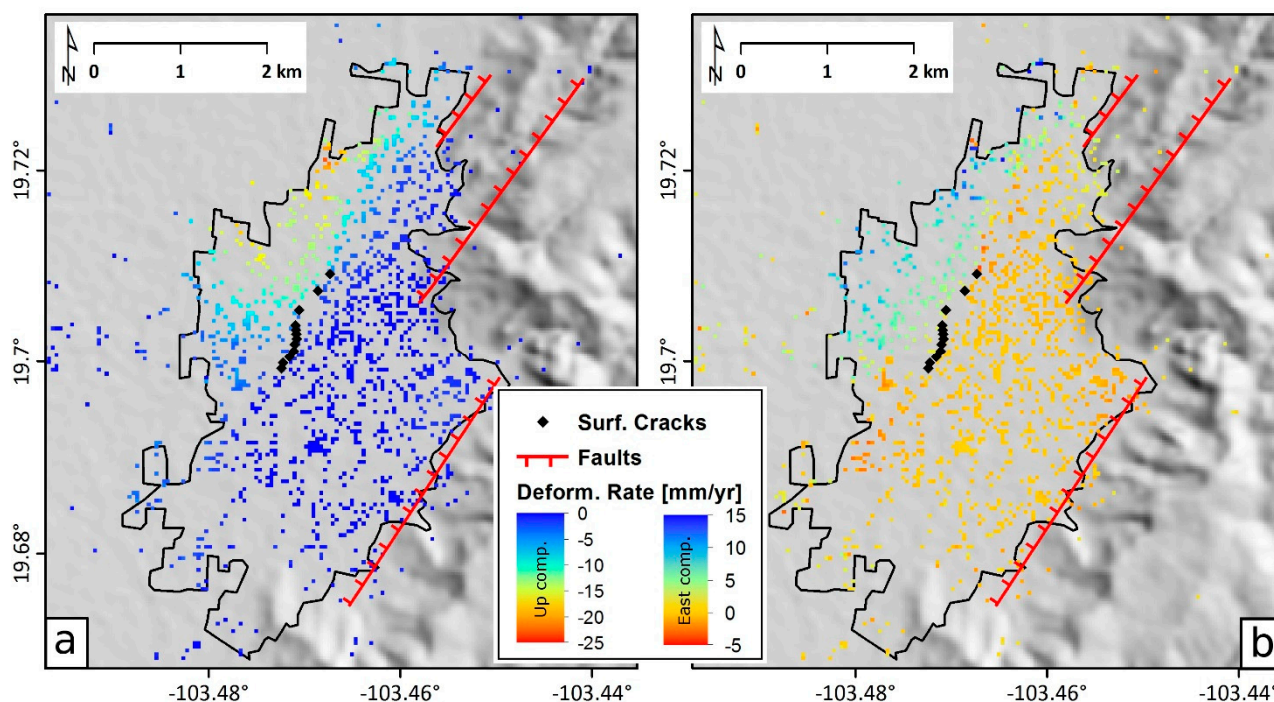 N
0 1 2 km
N
0 1 2 km
19.72°
19.72°
19.7°
19.7°
19.68°
19.68°
Surf. Cracks
Faults
Deform. Rate [mm/yr]
0
-5
-10
-15
-20
-25
Up comp.
15
10
5
0
-5
East comp.
a
b
-103.48° -103.46° -103.44°
-103.48° -103.46° -103.44°